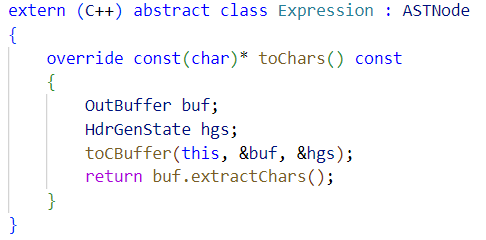 extern (C++) abstract class Expression : ASTNode
{
    override const(char)* toChars() const
    {
        OutBuffer buf;
        HdrGenState hgs;
        toCBuffer(this, &buf, &hgs);
        return buf.extractChars();
    }
}